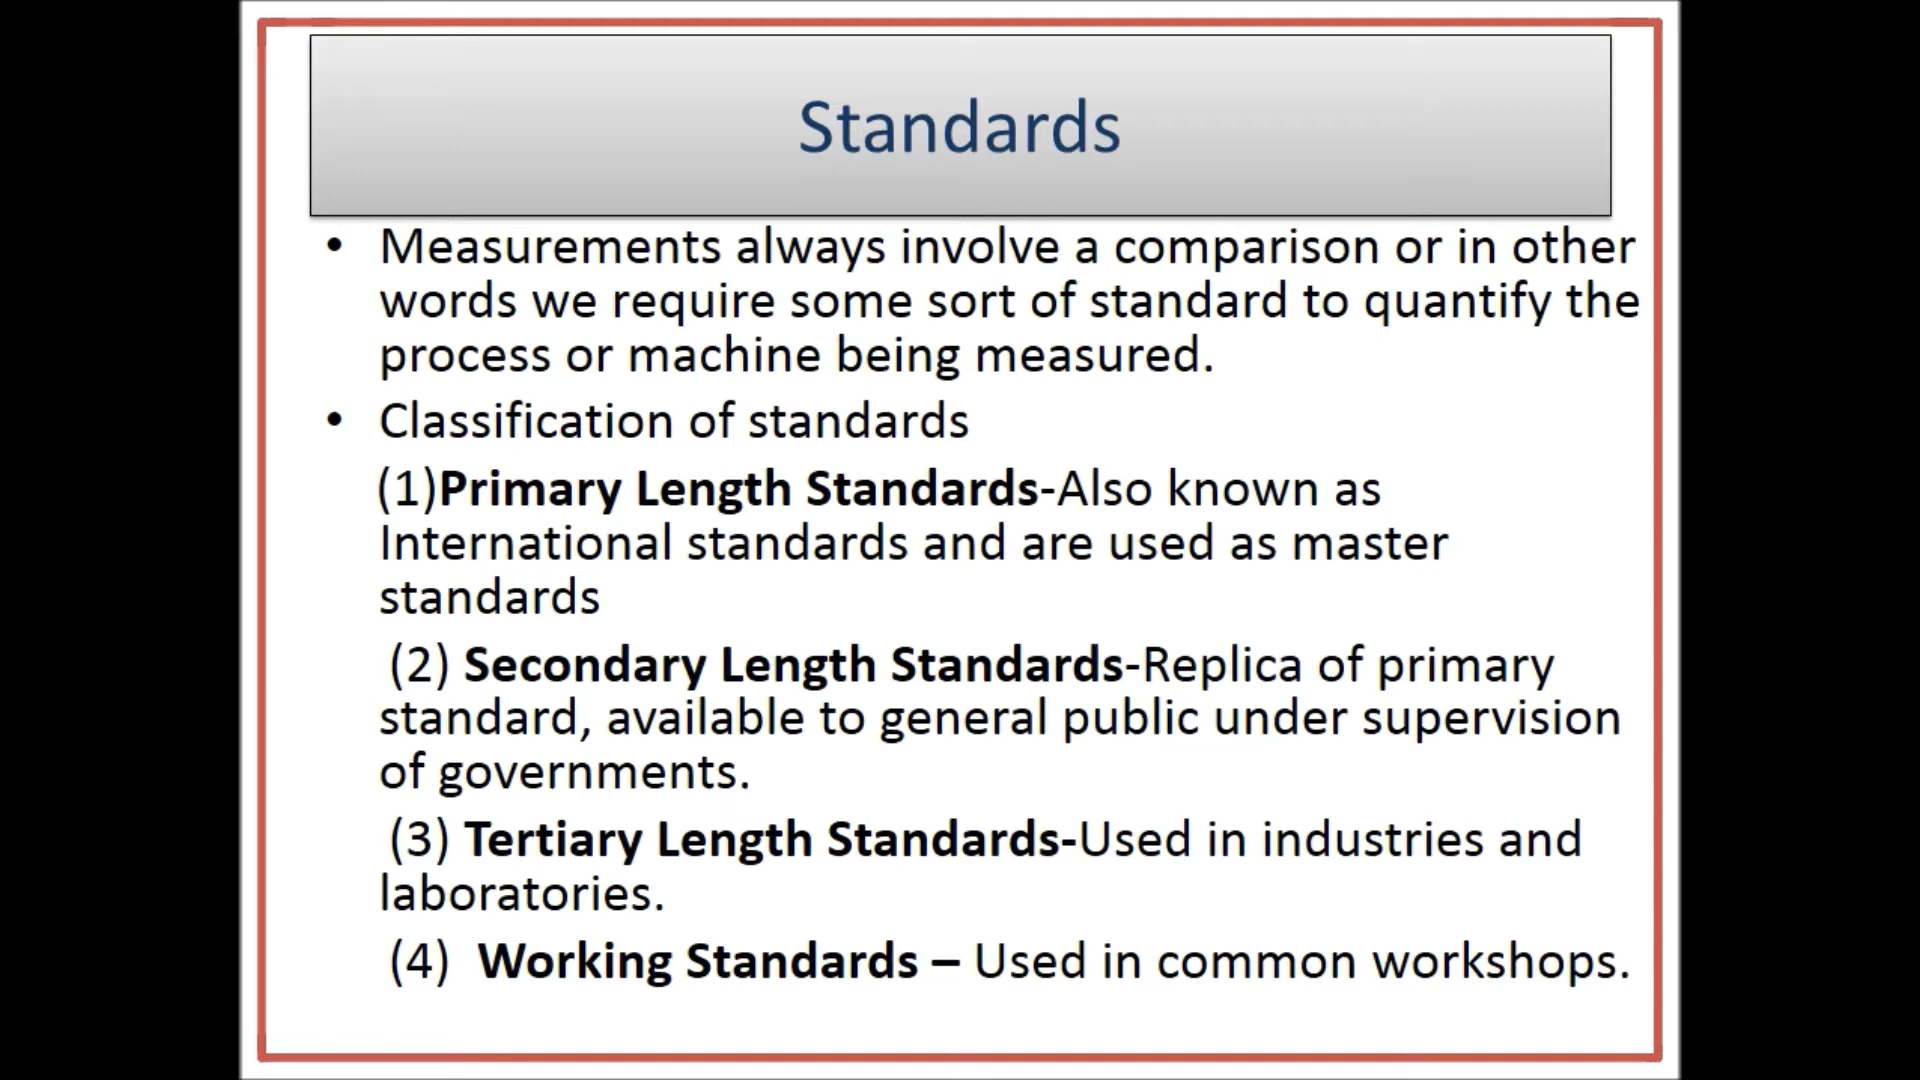 Standards
• Measurements always involve a comparison or in other
words we require some sort of standard to quantify the
process or machine being measured.
• Classification of standards
(1)Primary Length Standards-Also known as
International standards and are used as master
standards
(2) Secondary Length Standards-Replica of primary
standard, available to general public under supervision
of governments.
(3) Tertiary Length Standards-Used in industries and
laboratories.
(4) Working Standards – Used in common workshops.